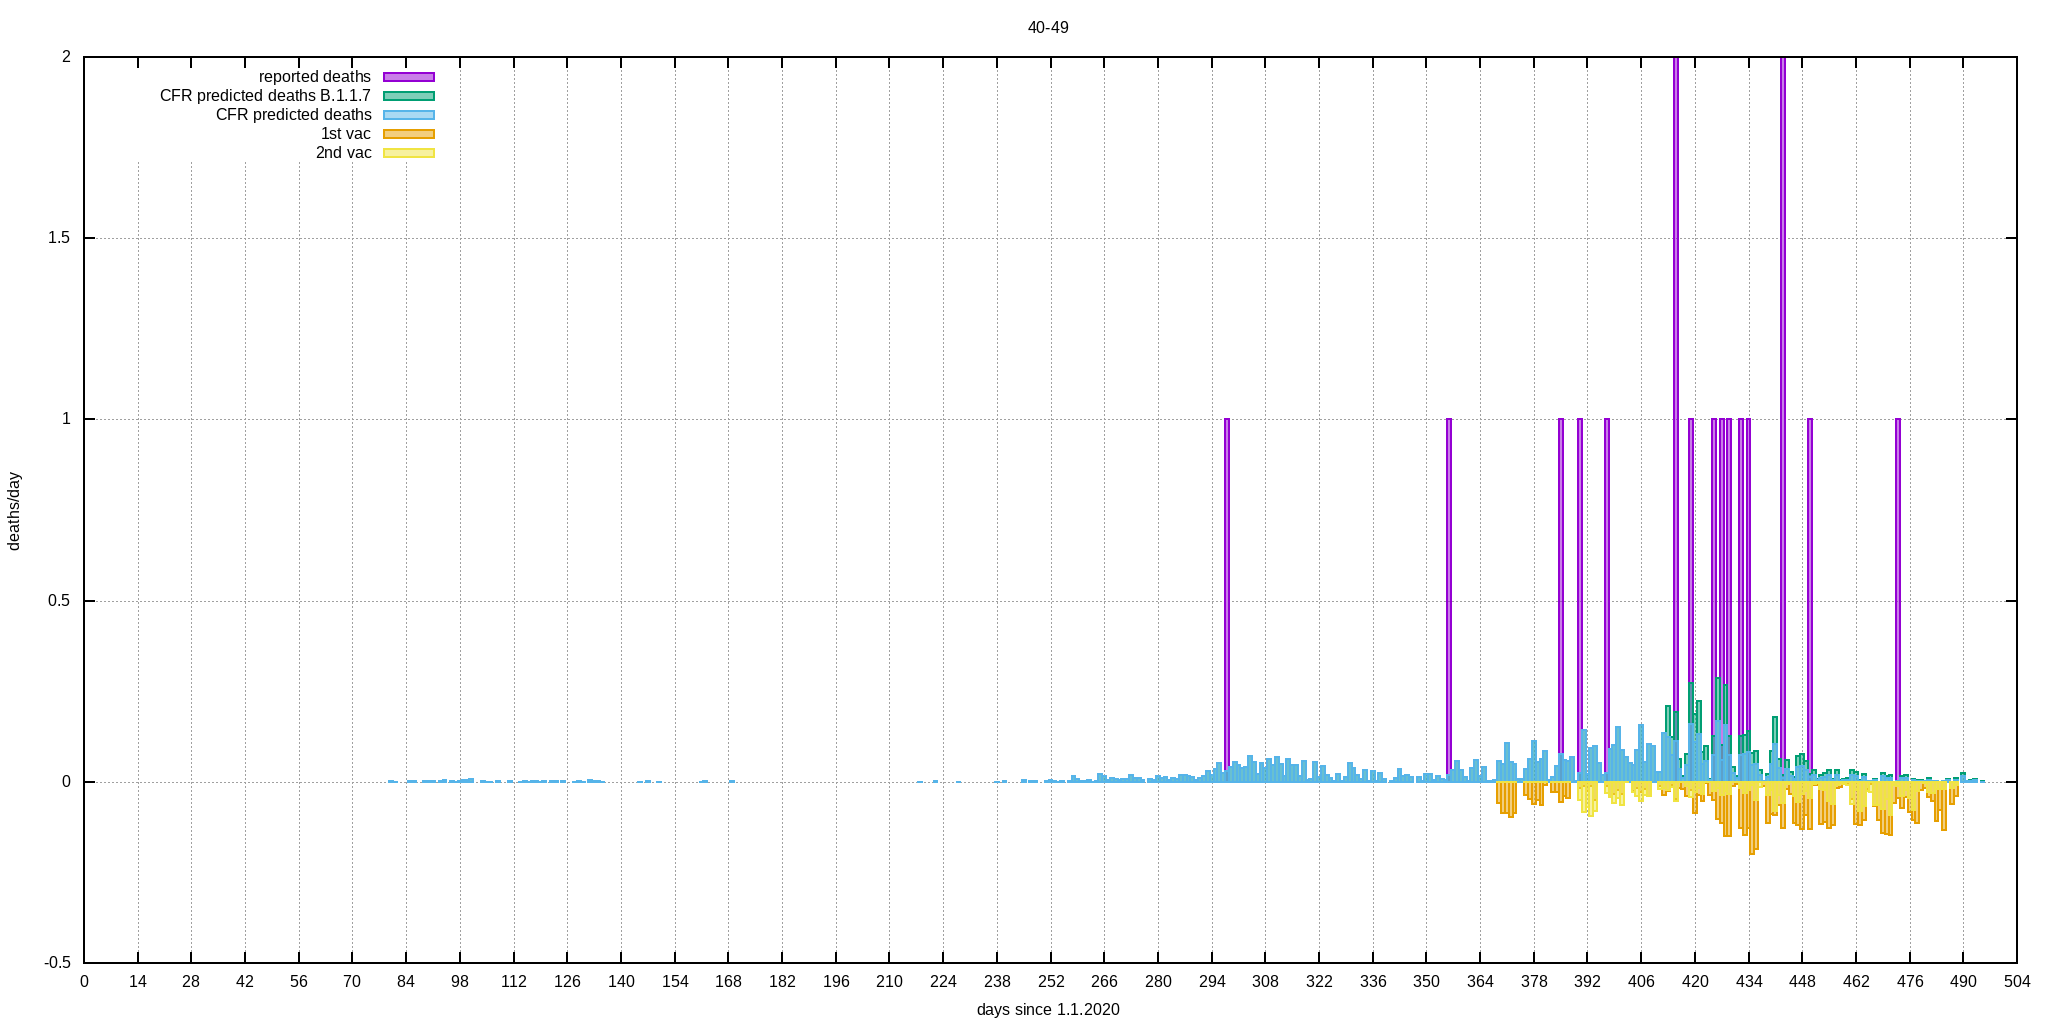 40-49
reported deaths
CFR predicted deaths B.1.1.7
CFR predicted deaths
1st vac
2nd vac
2
1.5
1
0.5
0
-0.5
deaths/day
0 14 28 42 56 70 84 98 112 126 140 154 168 182 196 210 224 238 252 266 280 294 308 322 336 350 364 378 392 406 420 434 448 462 476 490 504
days since 1.1.2020